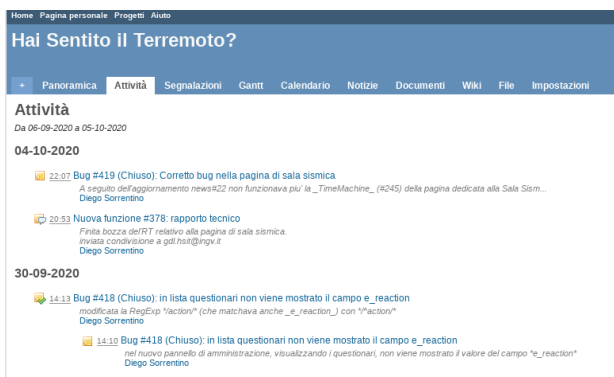 Home Pagina personale Progetti Aiuto
Hai Sentito il Terremoto?
+ Panoramica Attività Segnalazioni Gantt Calendario Notizie Documenti Wiki File Impostazioni
Attività
Da 06-09-2020 a 05-10-2020
04-10-2020
22:07 Bug #419 (Chiuso): Corretto bug nella pagina di sala sismica
A seguito dell'aggiornamento news#22 non funzionava piu' la _TimeMachine_ (#245) della pagina dedicata alla Sala Sism...
Diego Sorrentino
20:53 Nuova funzione #378: rapporto tecnico
Finita bozza del'RT relativo alla pagina di sala sismica.
inviata condivisione a gdl.hsit@ingv.it
Diego Sorrentino
30-09-2020
14:13 Bug #418 (Chiuso): in lista questionari non viene mostrato il campo e_reaction
modificata la RegExp */action/* (che matchava anche _e_reaction_) con */^action/*
Diego Sorrentino
14:10 Bug #418 (Chiuso): in lista questionari non viene mostrato il campo e_reaction
nel nuovo pannello di amministrazione, visualizzando i questionari, non viene mostrato il valore del campo *e_reaction*
Diego Sorrentino